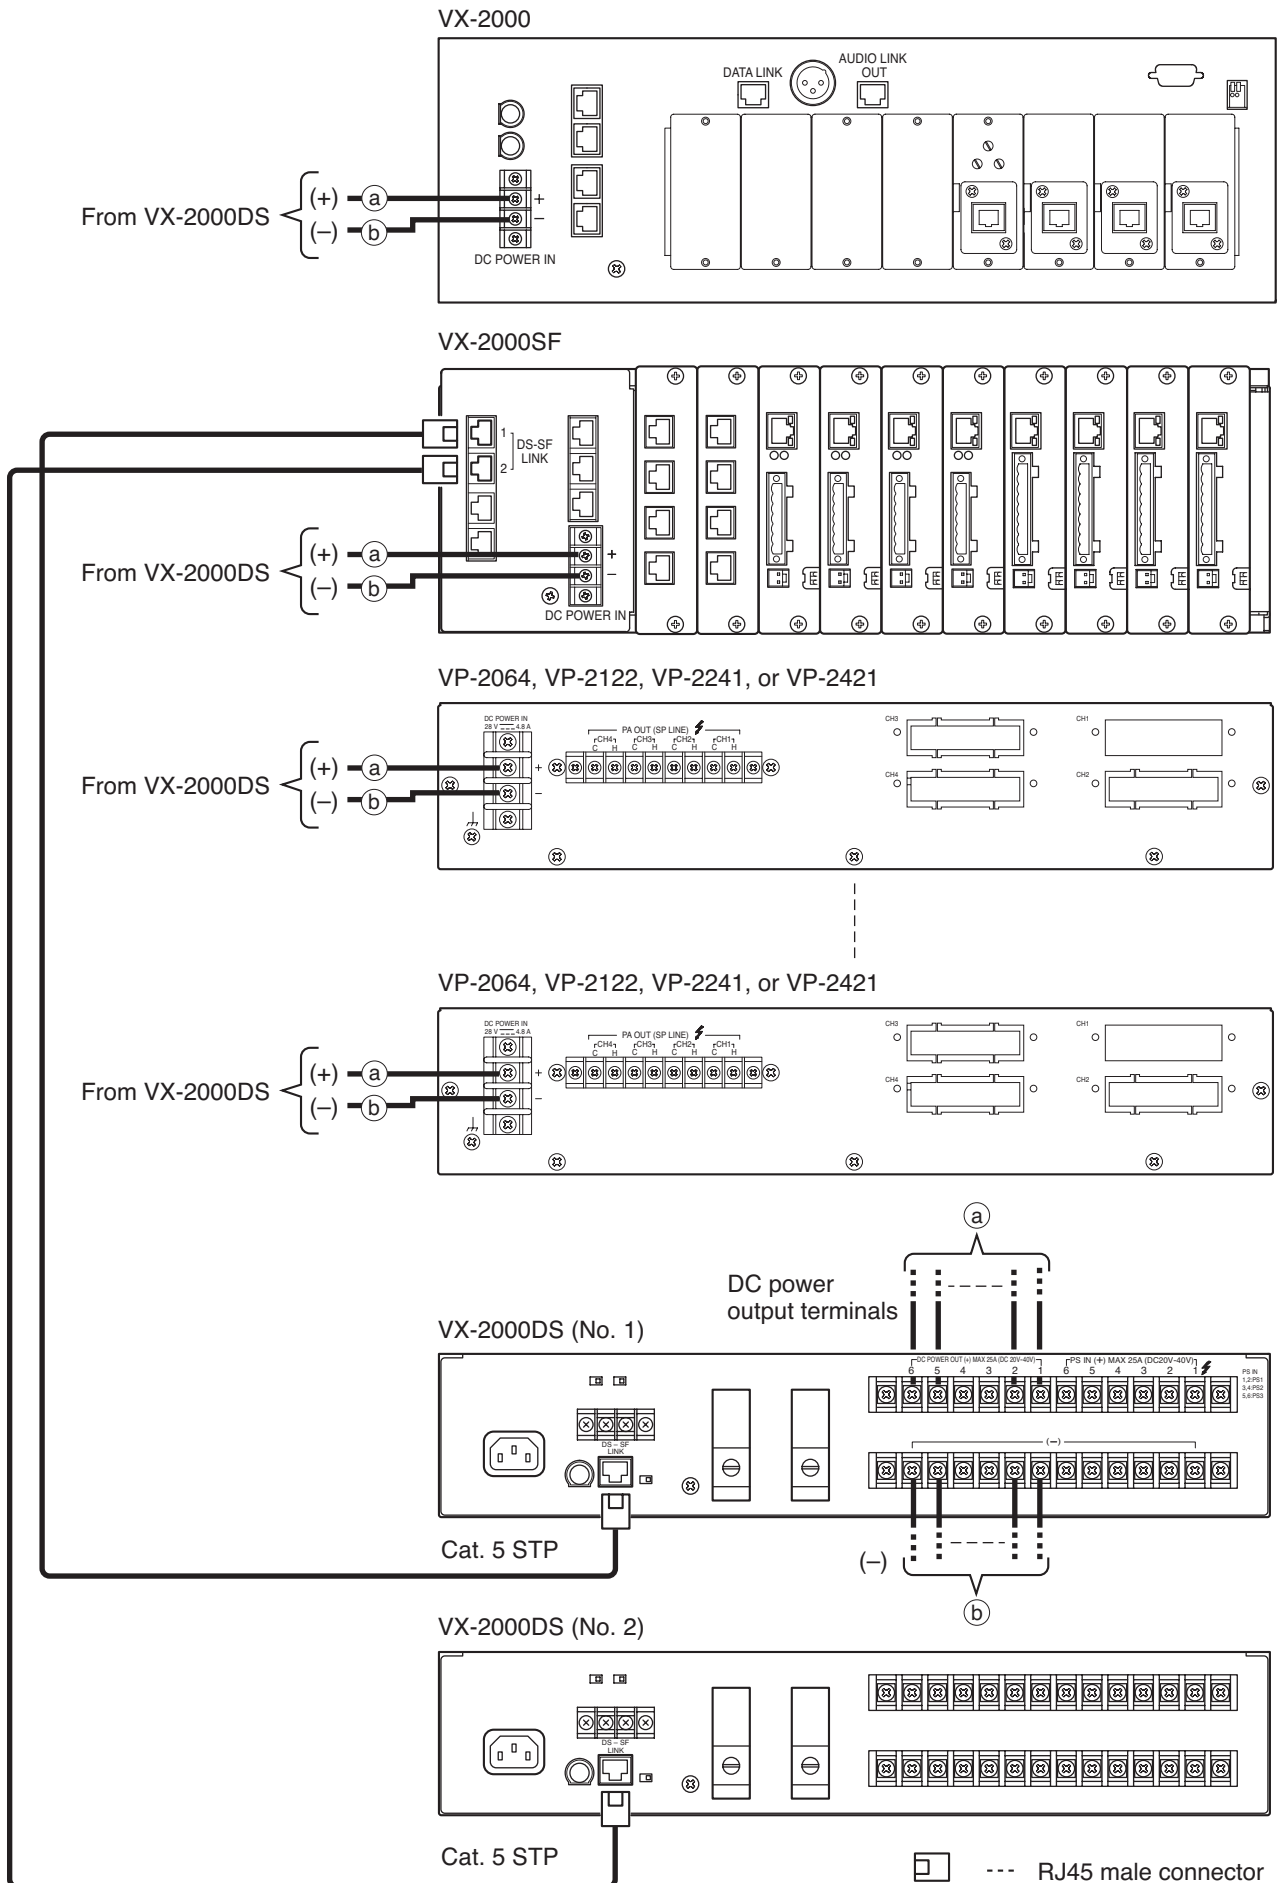 VX-2000
DATA LINK
AUDIO LINK
OUT
From VX-2000DS
(+) a
(–) b
+
–
DC POWER IN
VX-2000SF
1
2
DS-SF
LINK
From VX-2000DS
(+) a
(–) b
+
–
DC POWER IN
VP-2064, VP-2122, VP-2241, or VP-2421
DC POWER IN
28 V 4.8 A
PA OUT (SP LINE)
CH4 CH3 CH2 CH1
C H C H C H C H
CH3
CH1
CH4
CH2
From VX-2000DS
(+) a
(–) b
+
–
VP-2064, VP-2122, VP-2241, or VP-2421
DC POWER IN
28 V 4.8 A
PA OUT (SP LINE)
CH4 CH3 CH2 CH1
C H C H C H C H
CH3
CH1
CH4
CH2
From VX-2000DS
(+) a
(–) b
+
–
a
DC power
output terminals
VX-2000DS (No. 1)
DC POWER OUT (+) MAX 25A (DC 20V-40V)
PS IN (+) MAX 25A (DC20V-40V)
6 5 4 3 2 1 6 5 4 3 2 1
PS IN
1,2:PS1
3,4:PS2
5,6:PS3
DS – SF
LINK
(–)
Cat. 5 STP
(–)
b
VX-2000DS (No. 2)
DS – SF
LINK
Cat. 5 STP
--- RJ45 male connector